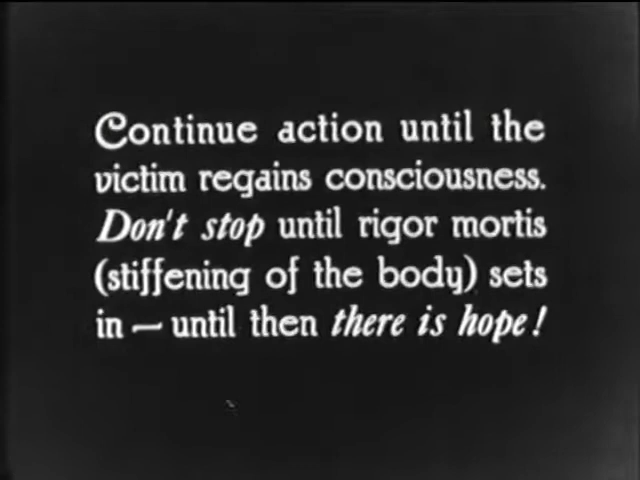 Continue action until the
victim regains consciousness.
Don't stop until rigor mortis
(stiffening of the body) sets
in — until then there is hope!